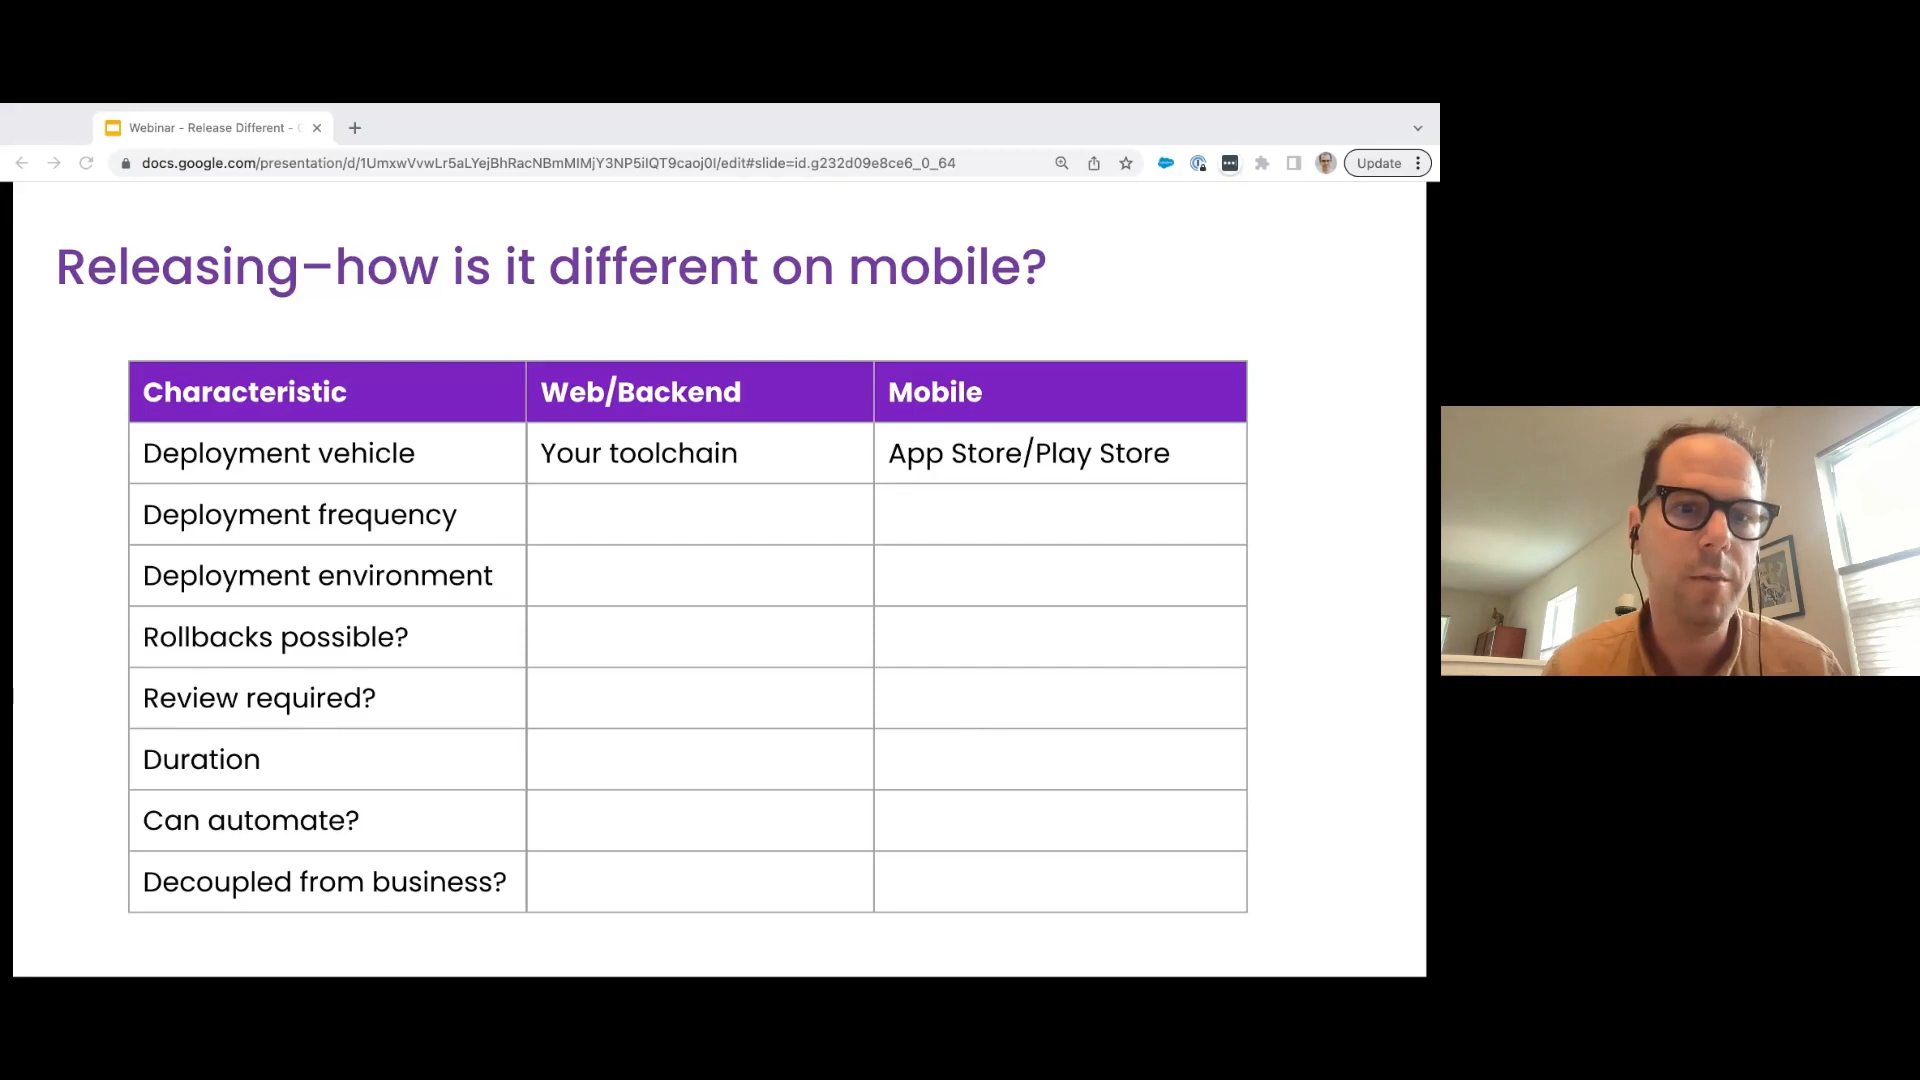 Webinar - Release Different -
docs.google.com/presentation/d/1UmxwVvwLr5aLYejBhRacNBmMIMjY3NP5iIQT9caoj0I/edit#slide=id.g232d09e8ce6_0_64
Update
Releasing–how is it different on mobile?
Characteristic Web/Backend Mobile
Deployment vehicle Your toolchain App Store/Play Store
Deployment frequency
Deployment environment
Rollbacks possible?
Review required?
Duration
Can automate?
Decoupled from business?